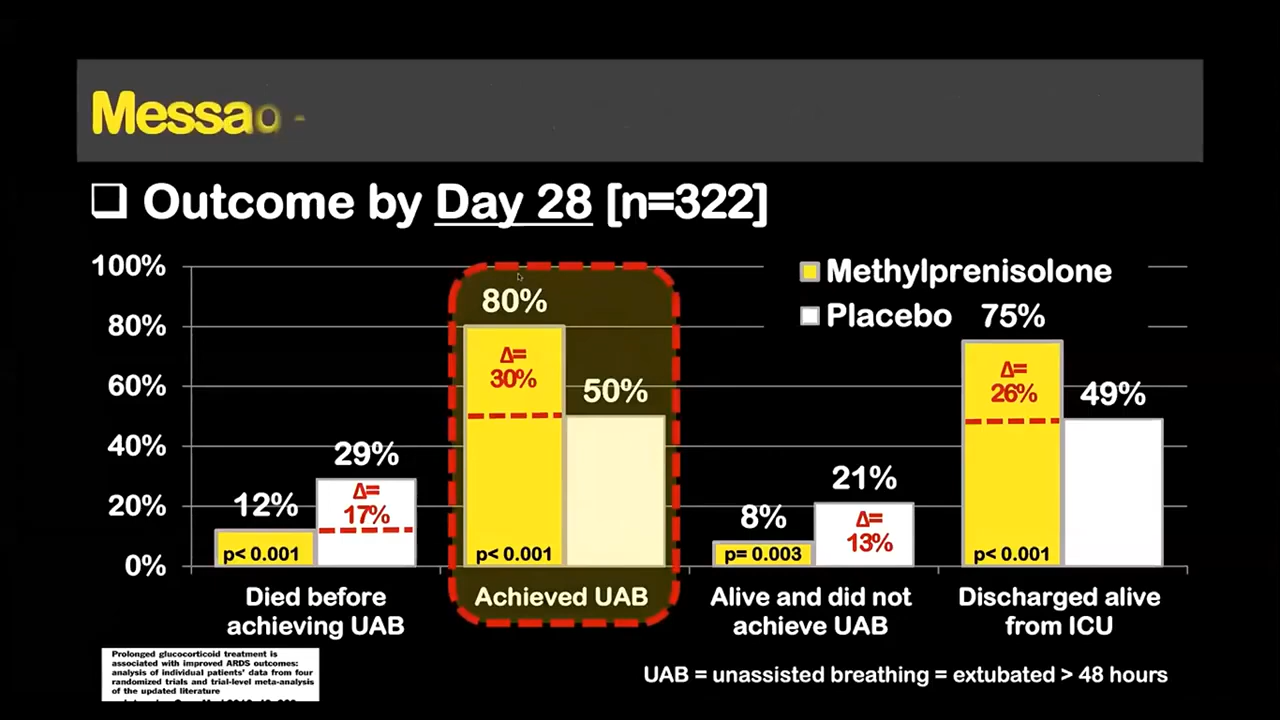 Messa
❑ Outcome by Day 28 [n=322]
100%
80%
60%
40%
20%
0%
Methylprenisolone
Placebo
12%
29%
Δ=
17%
p< 0.001
80%
Δ=
30%
50%
p< 0.001
8%
21%
Δ=
13%
p= 0.003
75%
Δ=
26%
49%
p< 0.001
Died before
achieving UAB
Achieved UAB
Alive and did not
achieve UAB
Discharged alive
from ICU
Prolonged glucocorticoid treatment is
associated with improved ARDS outcomes:
analysis of individual patients' data from four
randomized trials and trial-level meta-analysis
of the updated literature
UAB = unassisted breathing = extubated > 48 hours